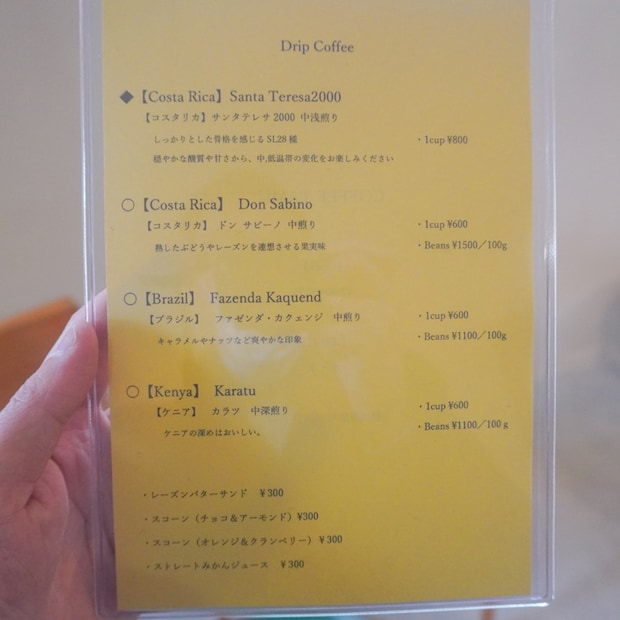 Drip Coffee
◆【Costa Rica】 Santa Teresa2000
【コスタリカ】サンタテレサ 2000 中浅煎り
しっかりとした骨格を感じる SL28 種
・1cup ¥800
穏やかな酸質や甘さから、中,低温帯の変化をお楽しみください
○【Costa Rica】 Don Sabino
【コスタリカ】 ドン サビーノ 中煎り
・1cup ¥600
熟したぶどうやレーズンを連想させる果実味
・Beans ¥1500／100g
○【Brazil】 Fazenda Kaquend
【ブラジル】 ファゼンダ・カクェンジ 中煎り
・1cup ¥600
キャラメルやナッツなど爽やかな印象
・Beans ¥1100／100g
○【Kenya】 Karatu
【ケニア】 カラツ 中深煎り
・1cup ¥600
ケニアの深めはおいしい。
・Beans ¥1100／100 g
・レーズンバターサンド ¥300
・スコーン（チョコ＆アーモンド）¥300
・スコーン（オレンジ＆クランベリー）¥300
・ストレートみかんジュース ¥300